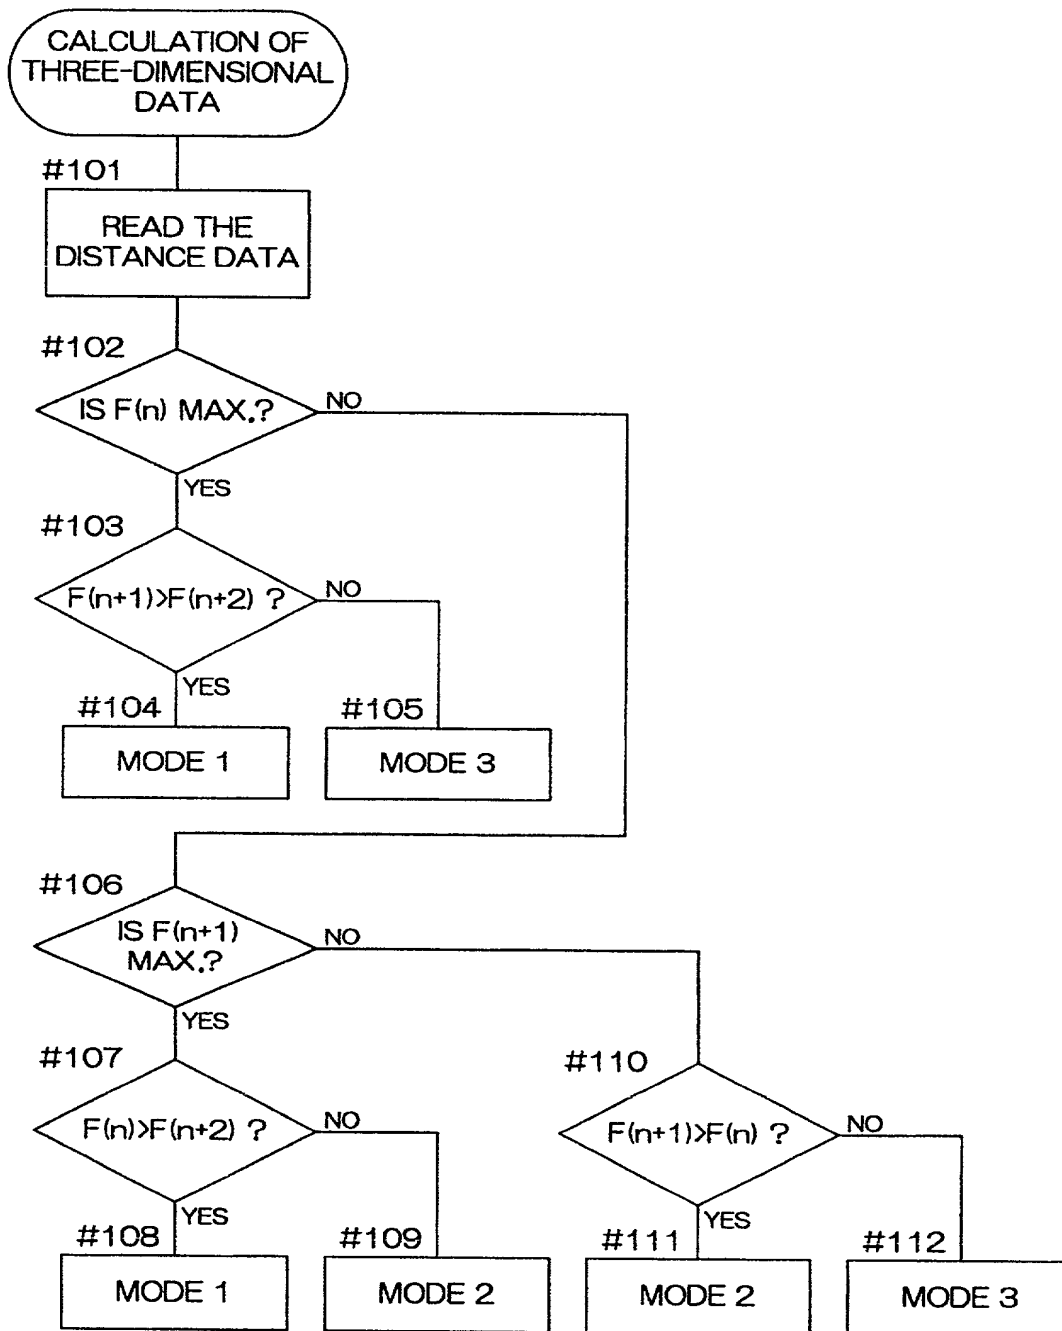 CALCULATION OF
THREE-DIMENSIONAL
DATA
#101
READ THE
DISTANCE DATA
#102
IS F(n) MAX.?
NO
YES
#103
F(n+1)>F(n+2) ?
NO
YES
#104
MODE 1
#105
MODE 3
#106
IS F(n+1)
MAX.?
NO
YES
#107
F(n)>F(n+2) ?
NO
YES
#108
MODE 1
#109
MODE 2
#110
F(n+1)>F(n) ?
NO
YES
#111
MODE 2
#112
MODE 3